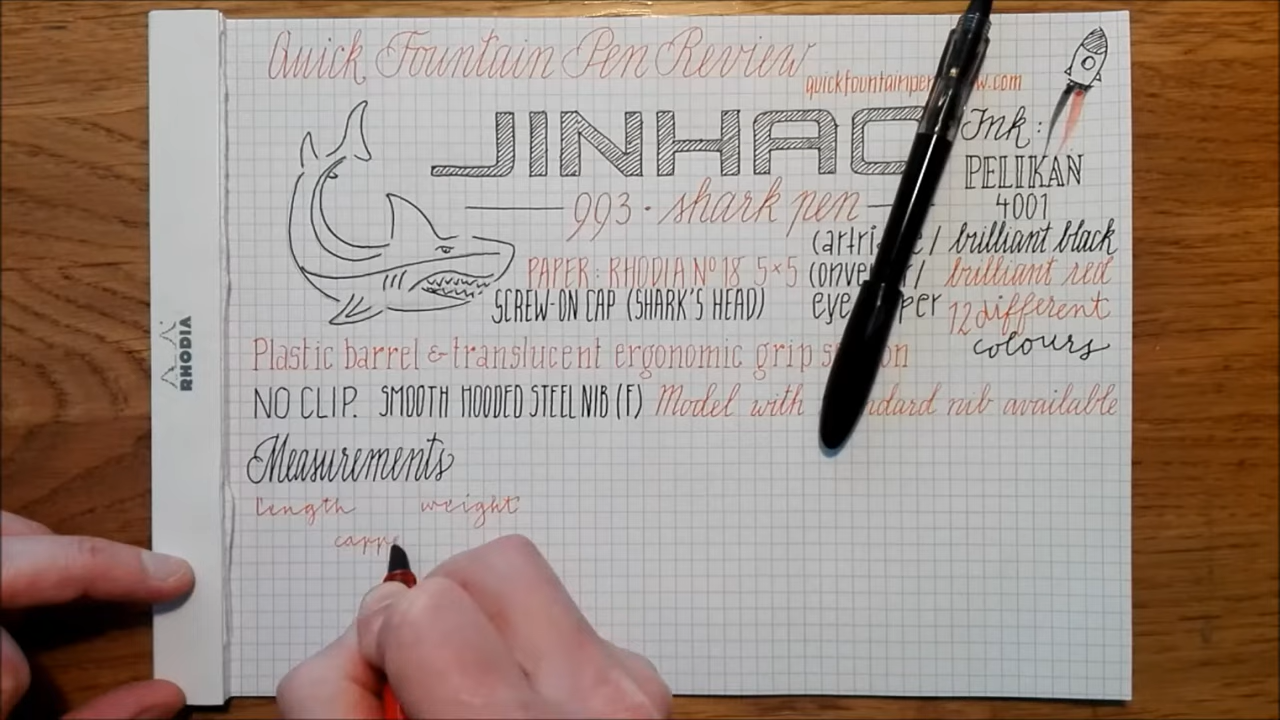 Quick Fountain Pen Review
JINHAO
Ink:
PELIKAN
4001
993 - shark pen
brilliant black
PAPER: RHODIA Nº 18 5×5
brilliant red
SCREW-ON CAP (SHARK'S HEAD)
12 different
colours
Plastic barrel & translucent ergonomic grip
NO CLIP. SMOOTH HOODED STEEL NIB (F) Model with nib available
Measurements
length weight
RHODIA